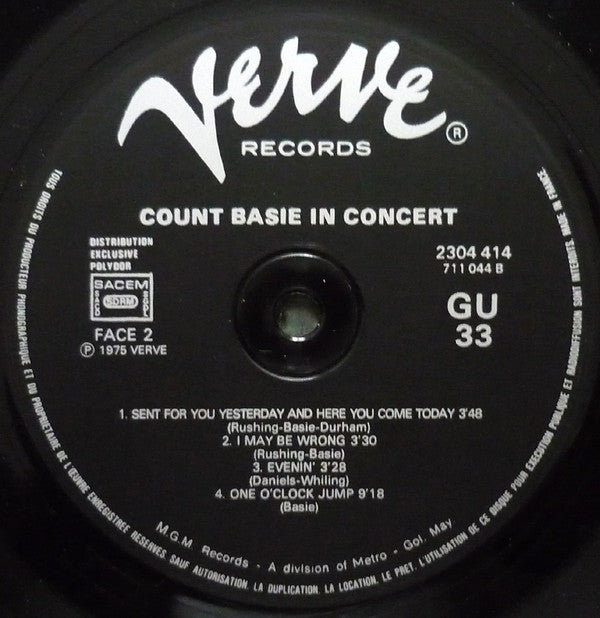 Verve ®
RECORDS
COUNT BASIE IN CONCERT
DISTRIBUTION
EXCLUSIVE
POLYDOR
SACEM
SACD SDRM SGDL
FACE 2
℗ 1975 VERVE
2304 414
711 044 B
GU
33
1. SENT FOR YOU YESTERDAY AND HERE YOU COME TODAY 3'48
(Rushing-Basie-Durham)
2. I MAY BE WRONG 3'30
(Rushing-Basie)
3. EVENIN' 3'28
(Daniels-Whiling)
4. ONE O'CLOCK JUMP 9'18
(Basie)
M.G.M. Records - A division of Metro - Gol. May
TOUS DROITS DU PRODUCTEUR PHONOGRAPHIQUE ET DU PROPRIETAIRE DE L'ŒUVRE ENREGISTREE RESERVES. SAUF AUTORISATION, LA DUPLICATION, LA LOCATION, LE PRET, L'UTILISATION DE CE DISQUE POUR EXECUTION PUBLIQUE ET RADIODIFFUSION SONT INTERDITS. MADE IN FRANCE.